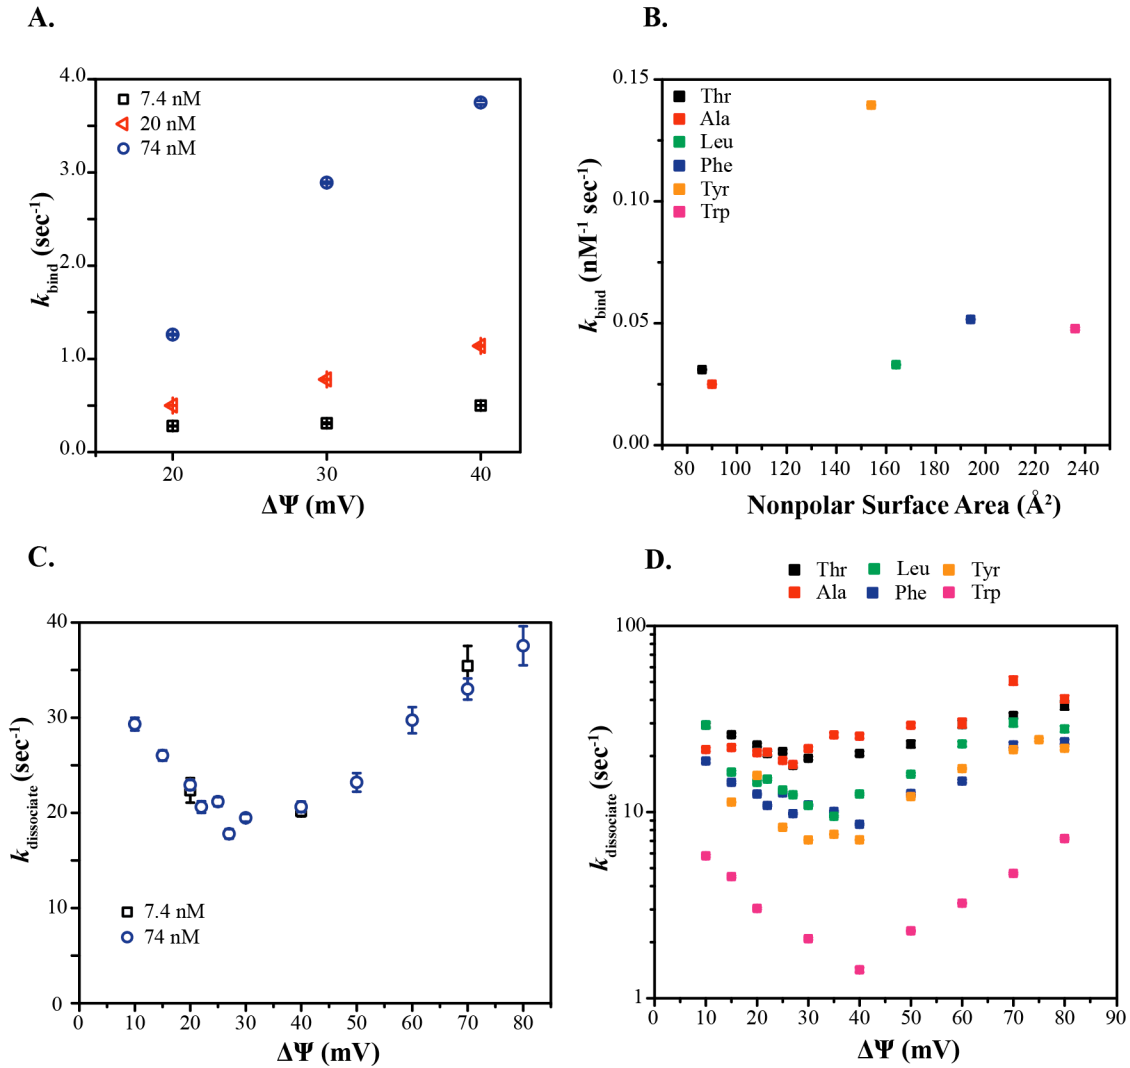 A.
4.0
3.0
2.0
1.0
0.0
7.4 nM
20 nM
74 nM
k_bind (sec⁻¹)
20 30 40
ΔΨ (mV)
B.
0.15
0.10
0.05
0.00
Thr
Ala
Leu
Phe
Tyr
Trp
k_bind (nM⁻¹ sec⁻¹)
80 100 120 140 160 180 200 220 240
Nonpolar Surface Area (Å²)
C.
40
30
20
10
0
k_dissociate (sec⁻¹)
7.4 nM
74 nM
0 10 20 30 40 50 60 70 80
ΔΨ (mV)
D.
Thr Leu Tyr
Ala Phe Trp
100
10
1
k_dissociate (sec⁻¹)
0 10 20 30 40 50 60 70 80 90
ΔΨ (mV)